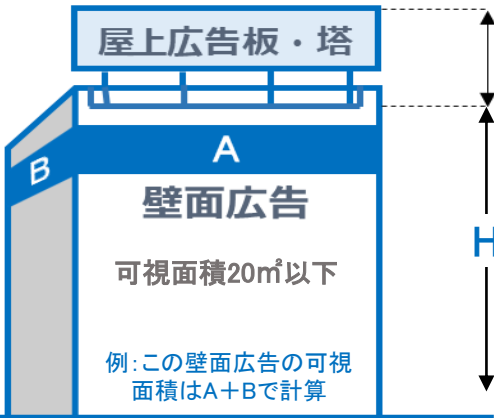 屋上広告板・塔
A
B
壁面広告
H
可視面積20㎡以下
例:この壁面広告の可視
面積はA+Bで計算